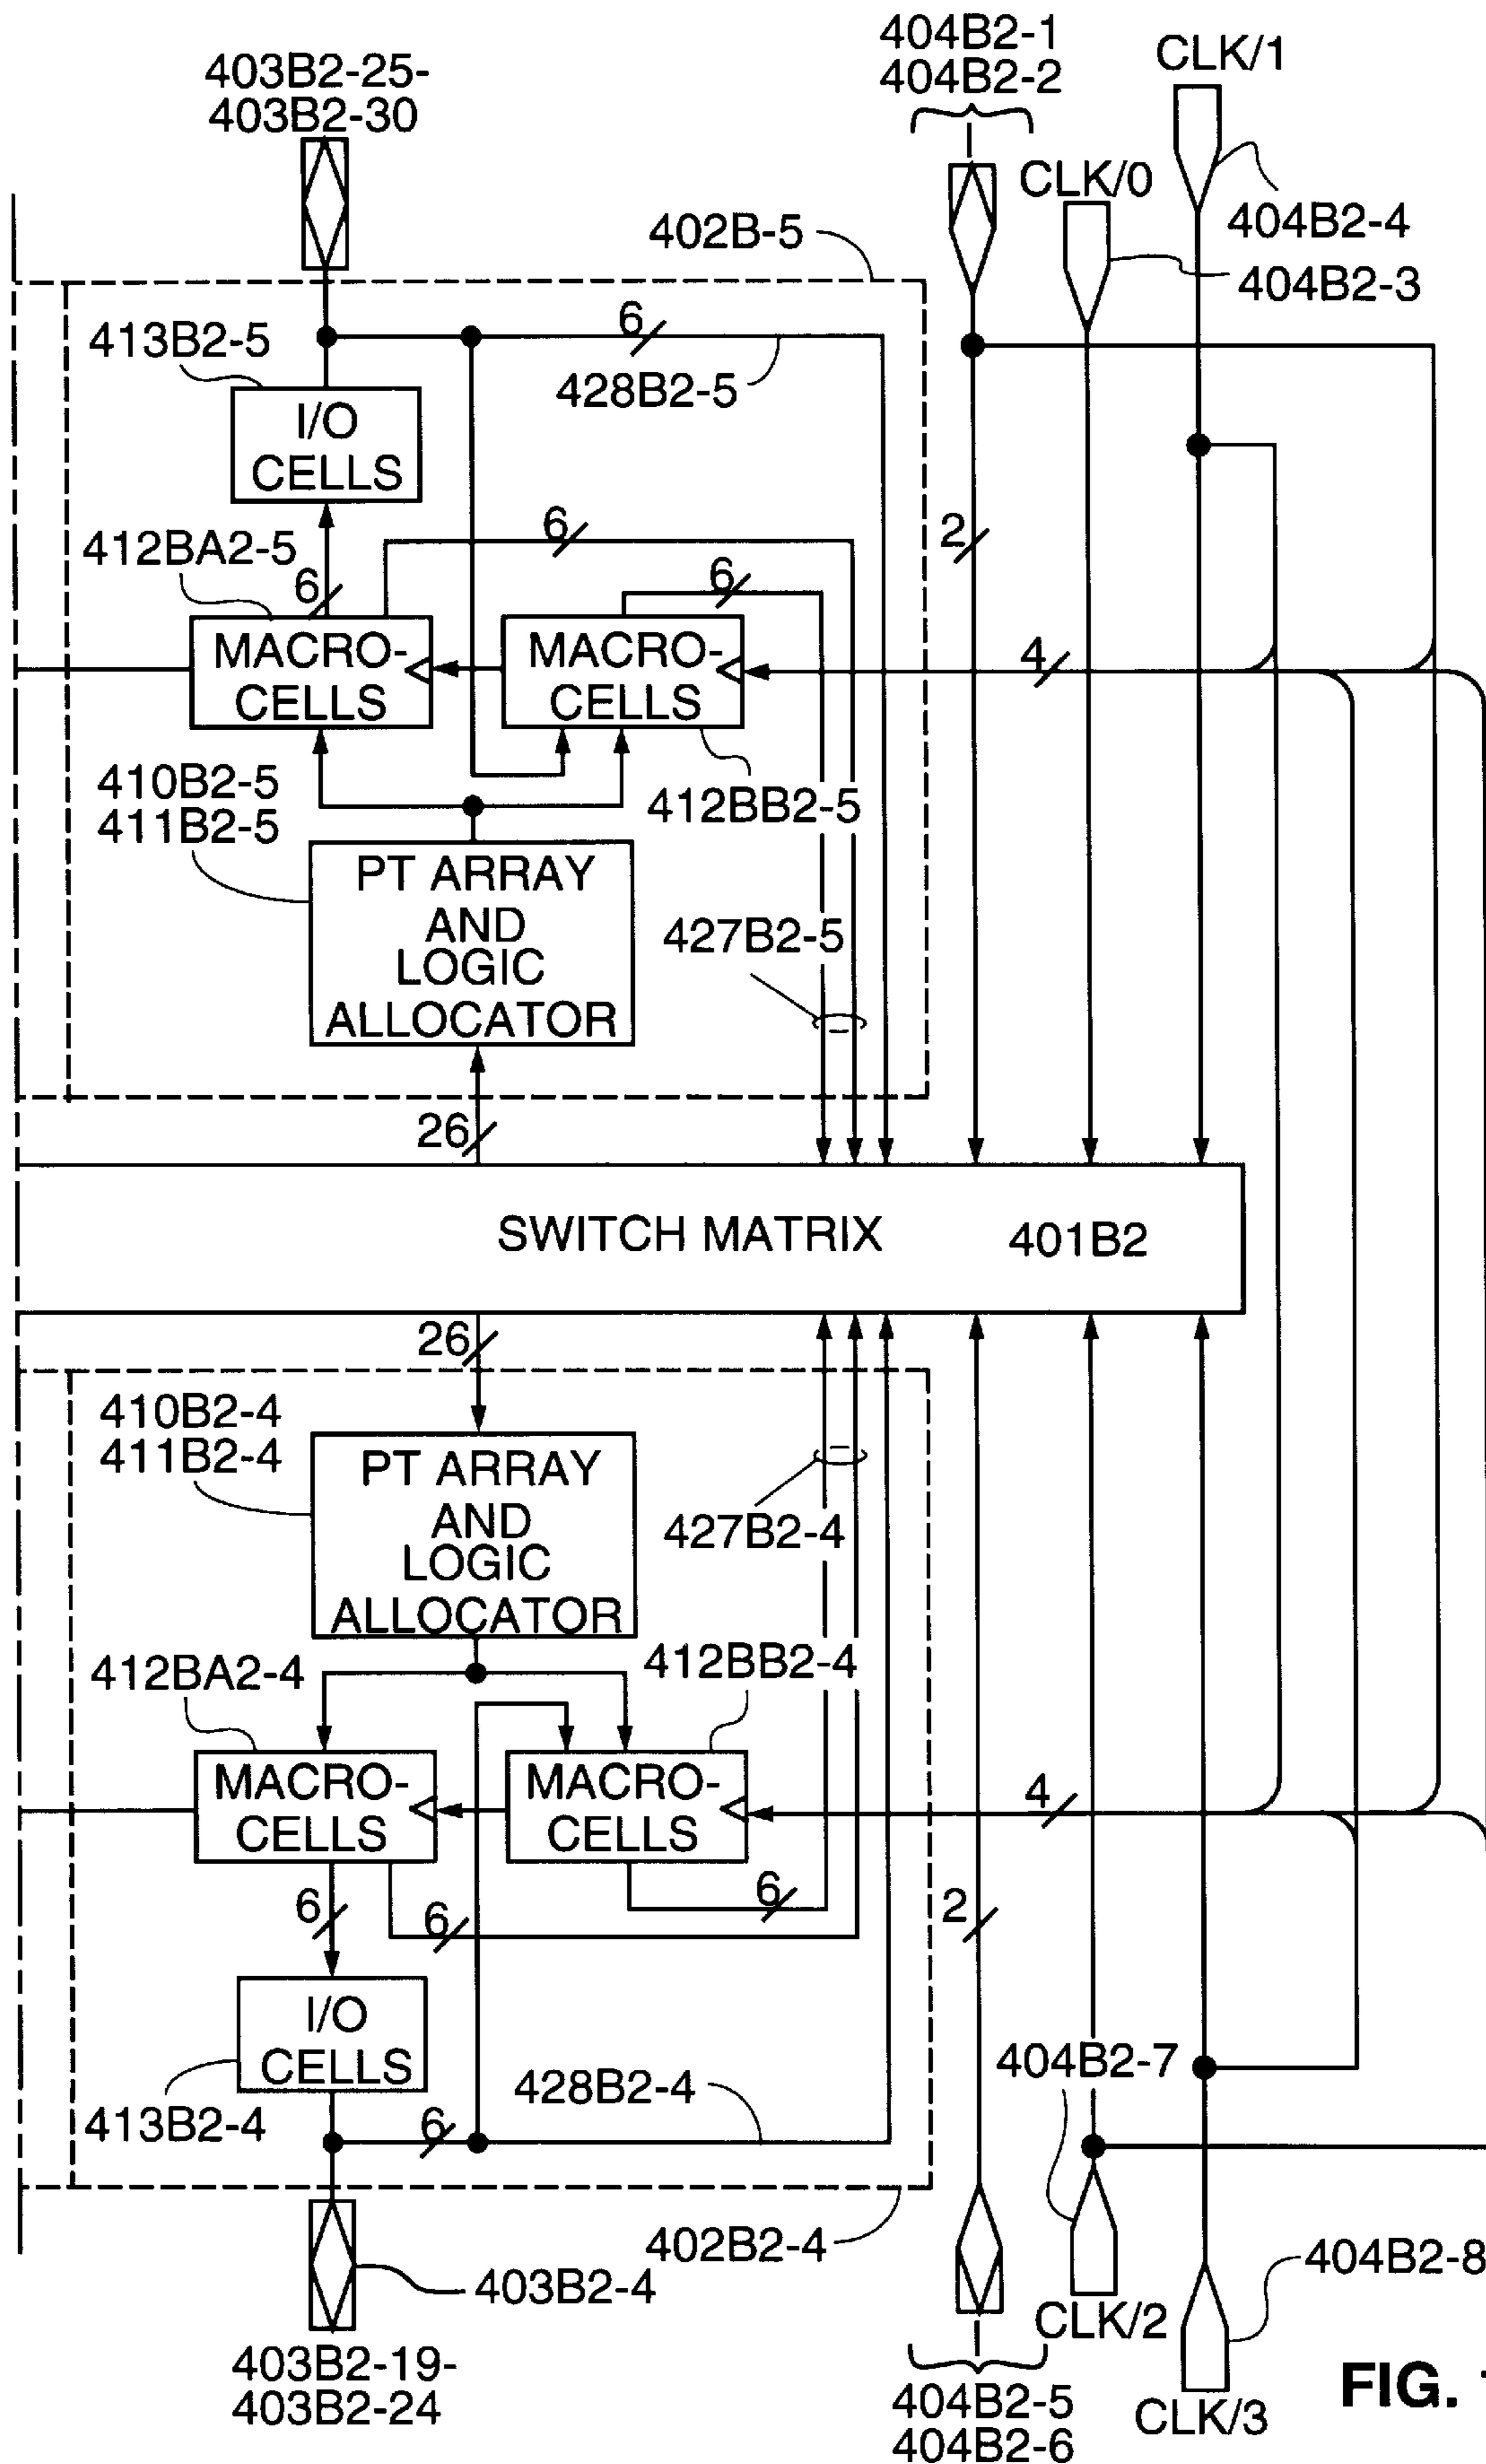 404B2-1
404B2-2
CLK/1
403B2-25-
403B2-30
CLK/0
404B2-4
402B-5
404B2-3
413B2-5
6
428B2-5
I/O
CELLS
412BA2-5
6
6
6
2
MACRO-
CELLS
MACRO-
CELLS
4
410B2-5
411B2-5
412BB2-5
PT ARRAY
AND
LOGIC
ALLOCATOR
427B2-5
26
SWITCH MATRIX
401B2
26
410B2-4
411B2-4
PT ARRAY
AND
LOGIC
ALLOCATOR
427B2-4
412BA2-4
412BB2-4
MACRO-
CELLS
MACRO-
CELLS
4
6
6
6
2
I/O
CELLS
404B2-7
428B2-4
413B2-4
6
402B2-4
404B2-8
403B2-4
CLK/2
403B2-19-
403B2-24
404B2-5
404B2-6
CLK/3
FIG.